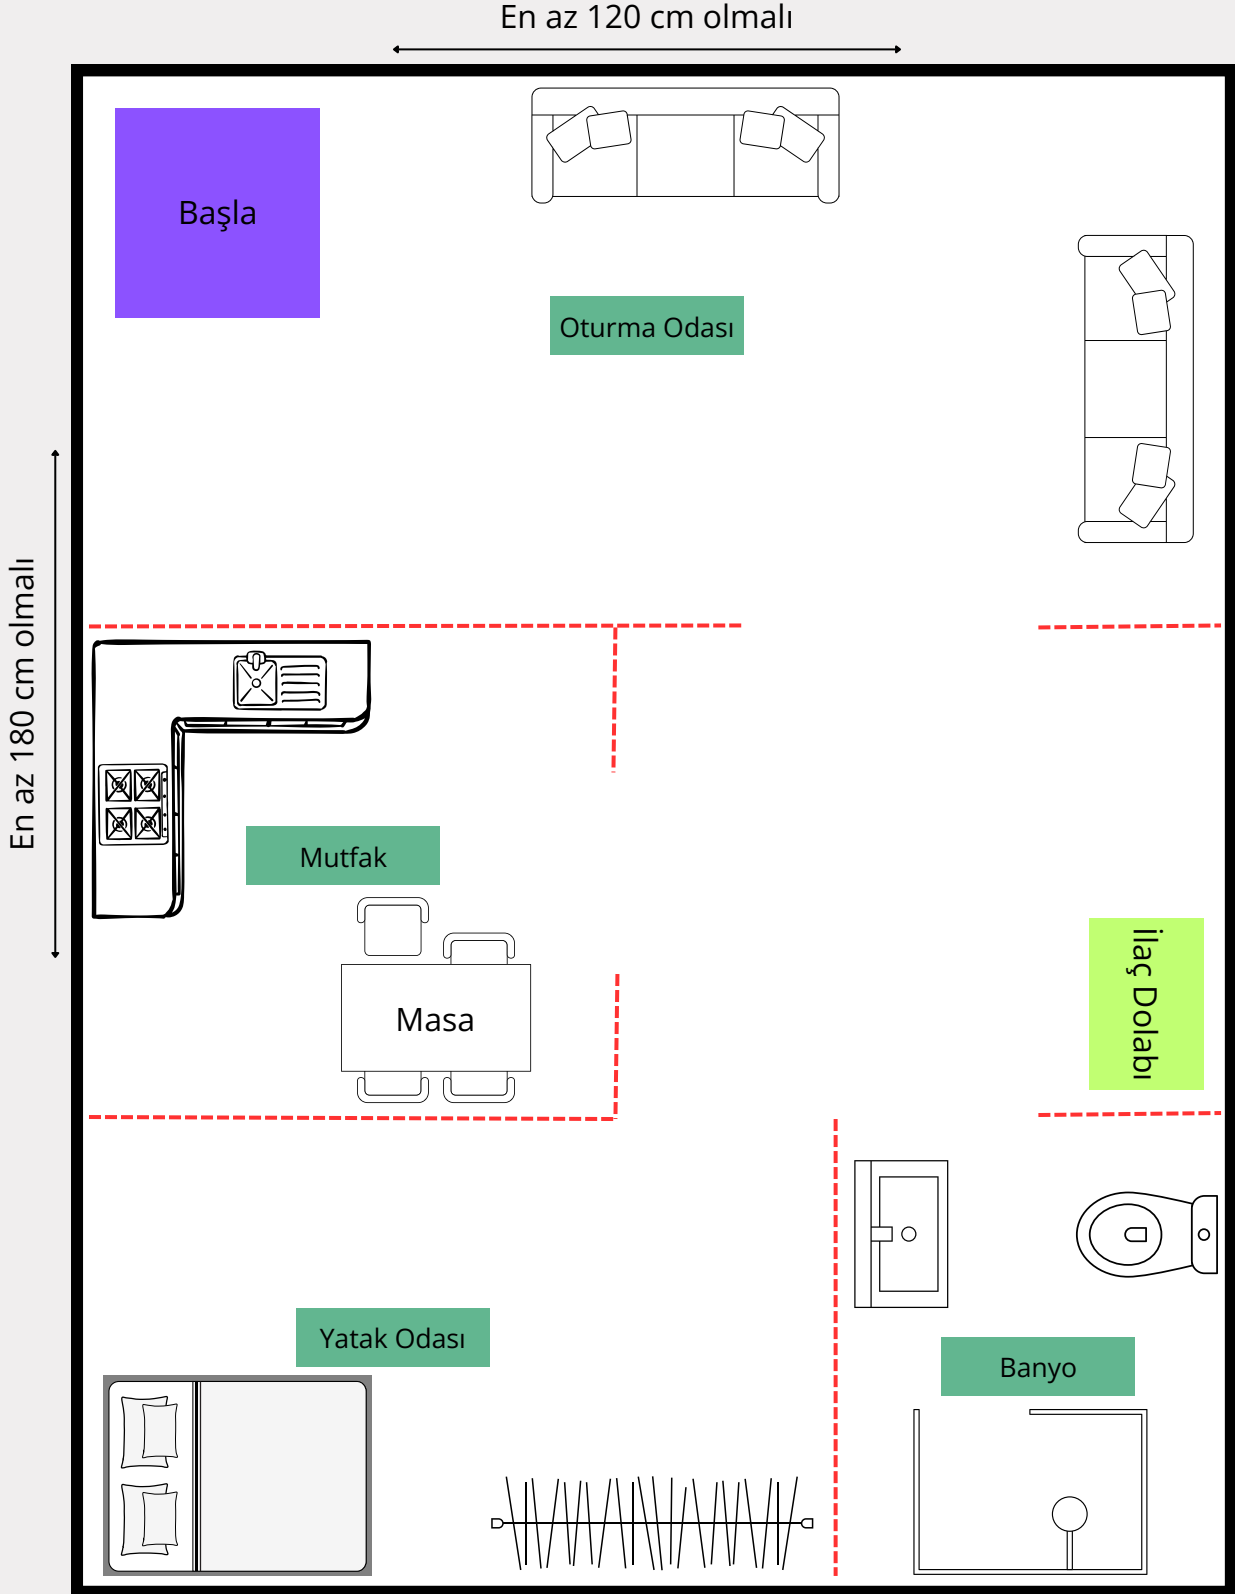 En az 120 cm olmalı
Başla
Oturma Odası
En az 180 cm olmalı
Mutfak
Masa
İlaç Dolabı
Yatak Odası
Banyo